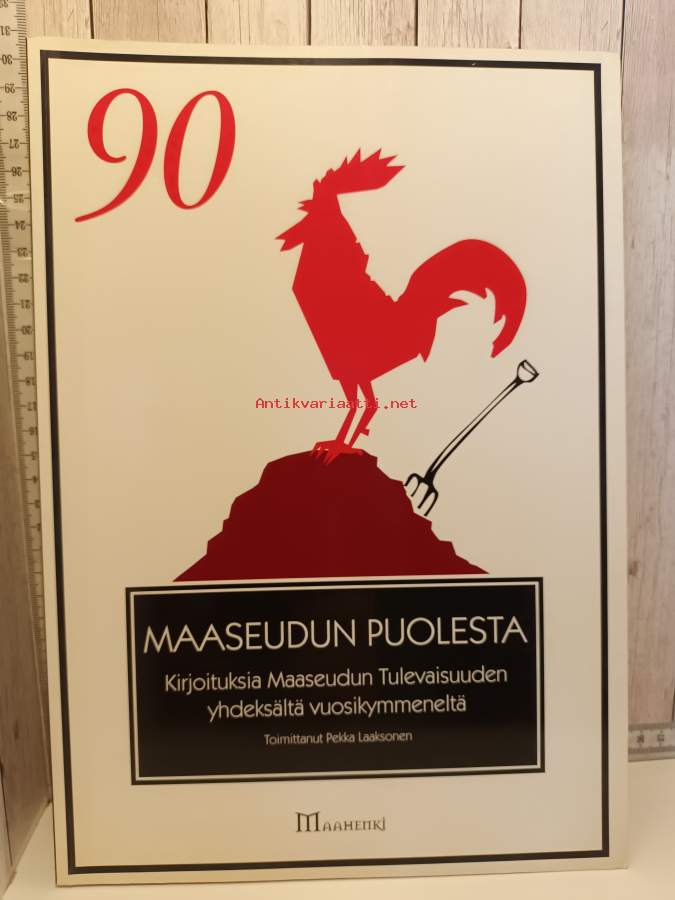 90
Antikvariaatti.net
MAASEUDUN PUOLESTA
Kirjoituksia Maaseudun Tulevaisuuden
yhdeksältä vuosikymmeneltä
Toimittanut Pekka Laaksonen
MAAHENKI